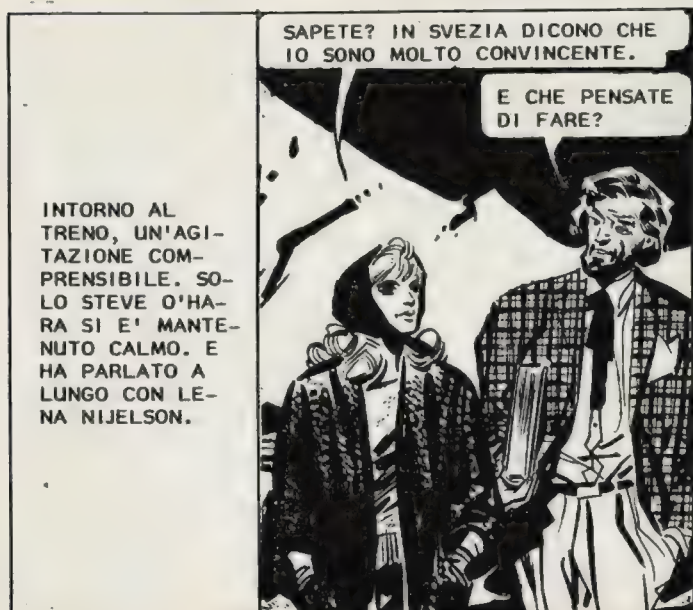 INTORNO AL
TRENO, UN'AGI-
TAZIONE COM-
PRENSIBILE. SO-
LO STEVE O'HA-
RA SI E' MANTE-
NUTO CALMO. E
HA PARLATO A
LUNGO CON LE-
NA NIJELSON.
SAPETE? IN SVEZIA DICONO CHE
IO SONO MOLTO CONVINCENTE.
E CHE PENSATE
DI FARE?